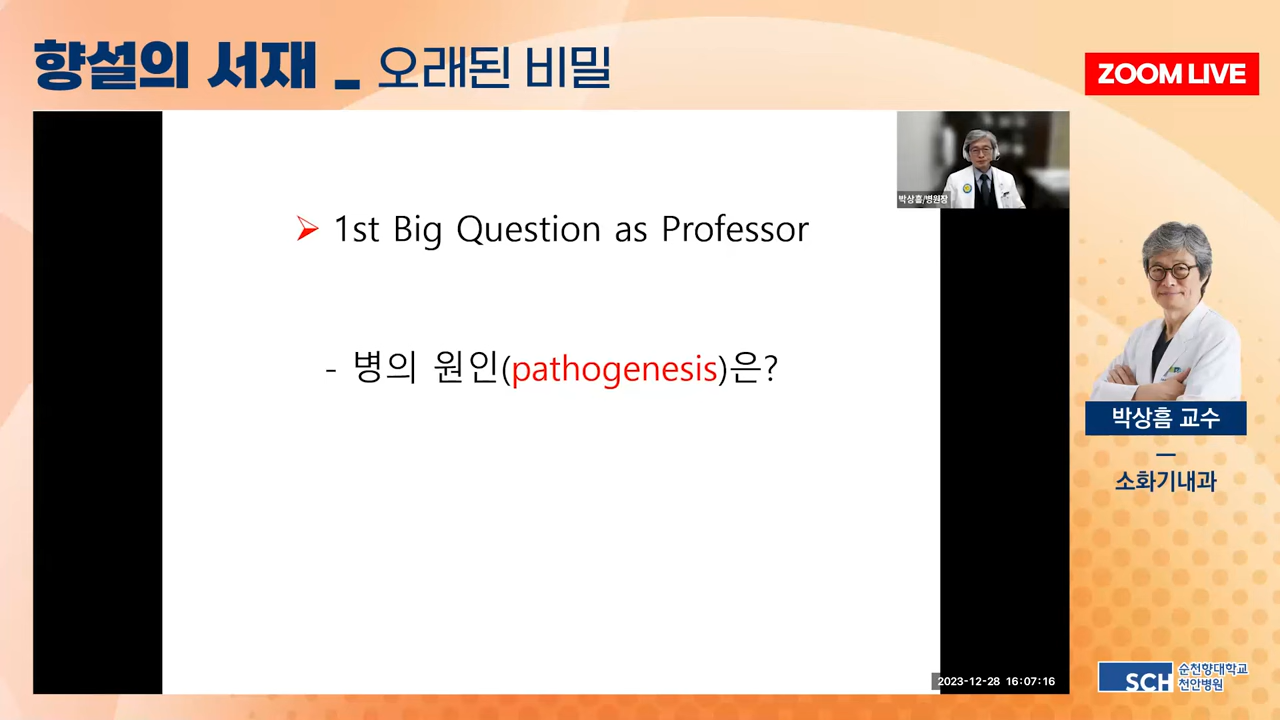 향설의 서재 _ 오래된 비밀
ZOOM LIVE
박상흠/병원장
➢ 1st Big Question as Professor
- 병의 원인(pathogenesis)은?
박상흠 교수
소화기내과
2023-12-28 16:07:16
SCH 순천향대학교
천안병원